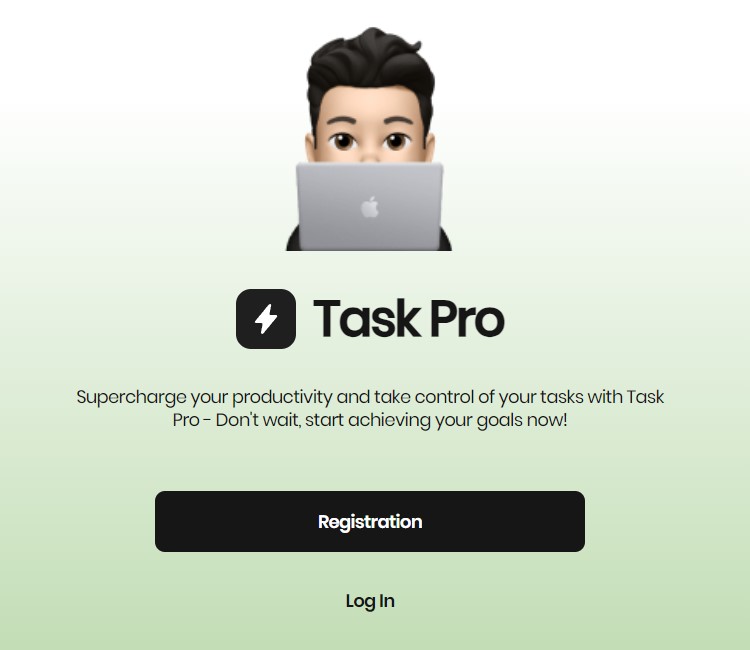 Task Pro
Supercharge your productivity and take control of your tasks with Task
Pro - Don't wait, start achieving your goals now!
Registration
Log In